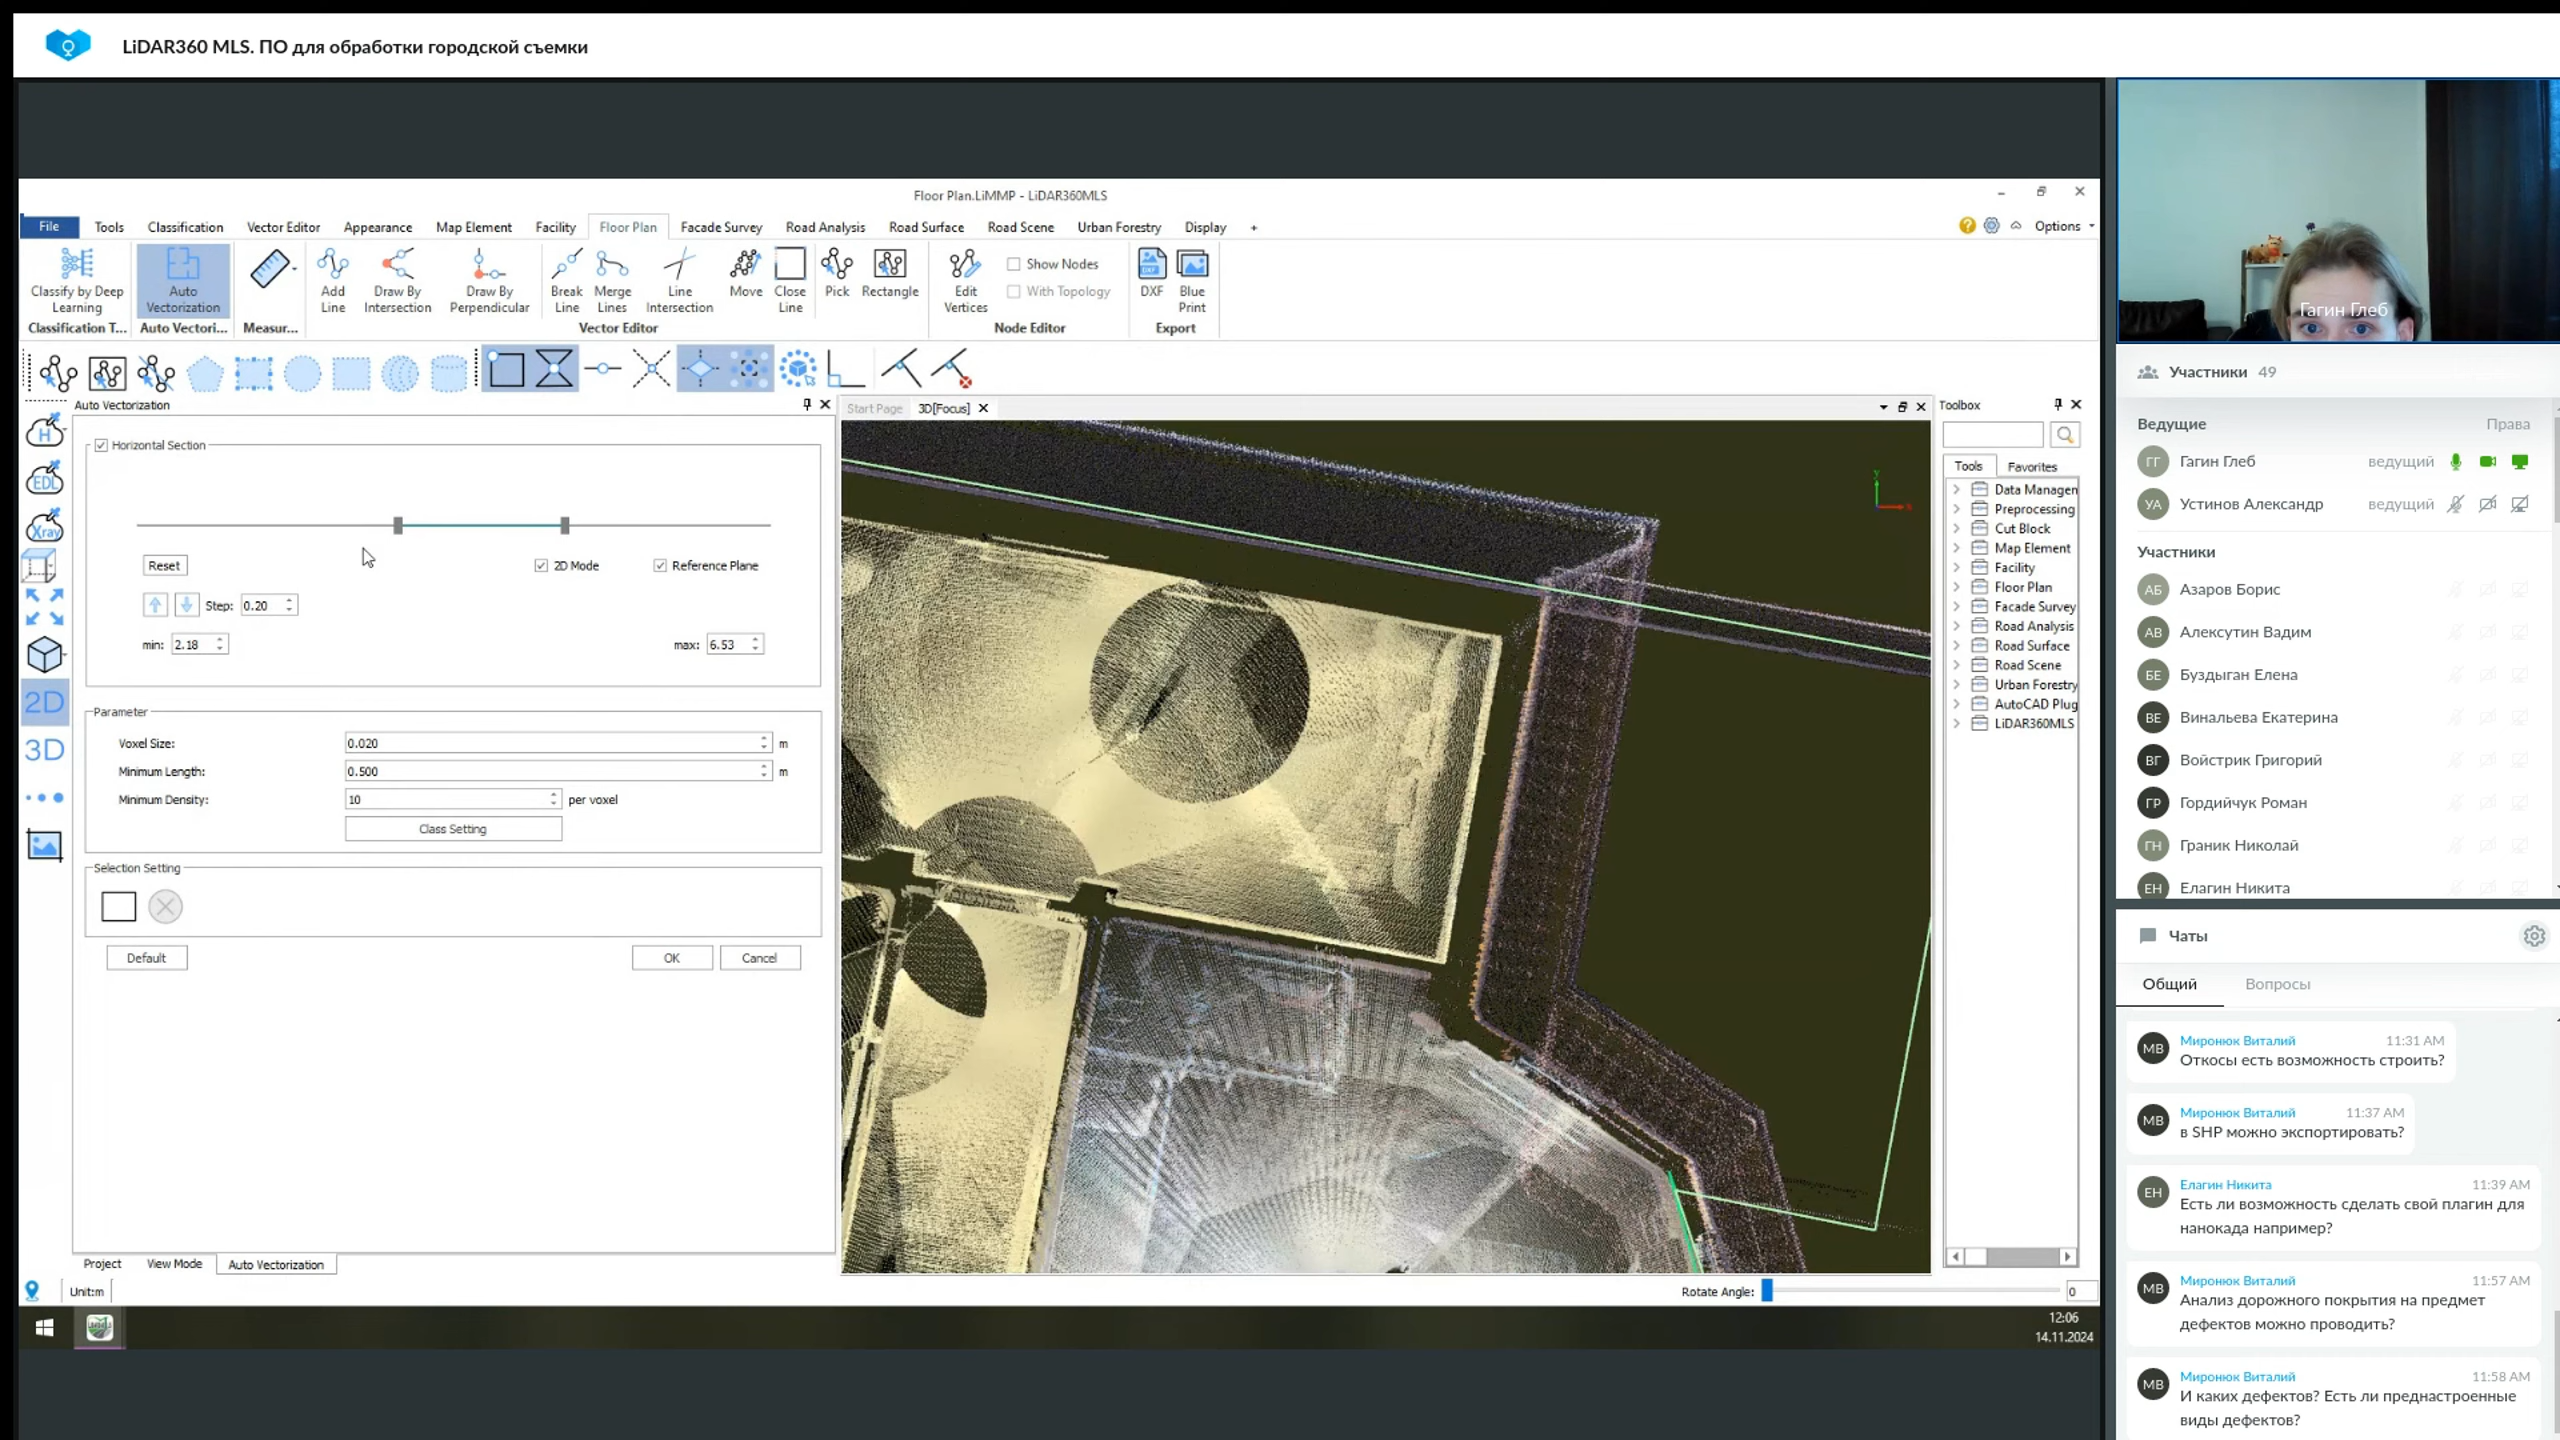 LiDAR360 MLS. ПО для обработки городской съемки
Floor Plan.LiMMP - LiDAR360MLS
File Tools Classification Vector Editor Appearance Map Element Facility Floor Plan Facade Survey Road Analysis Road Surface Road Scene Urban Forestry Display + Options
Classify by Deep Learning
Auto Vectorization
Add Line
Draw By Intersection
Draw By Perpendicular
Break Line
Merge Lines
Line Intersection
Move
Close Line
Pick
Rectangle
Edit Vertices
Show Nodes
With Topology
DXF
Blue Print
Classification T... Auto Vectori... Measur... Vector Editor Node Editor Export
Auto Vectorization
Start Page 3D[Focus]
Toolbox
Horizontal Section
Reset
2D Mode
Reference Plane
Step: 0.20
min: 2.18
max: 6.53
Parameter
Voxel Size: 0.020 m
Minimum Length: 0.500 m
Minimum Density: 10 per voxel
Class Setting
Selection Setting
Default OK Cancel
H
EDL
Xray
2D
3D
Y
Tools Favorites
Data Managen
Preprocessing
Cut Block
Map Element
Facility
Floor Plan
Facade Survey
Road Analysis
Road Surface
Road Scene
Urban Forestry
AutoCAD Plug
LiDAR360MLS
Project View Mode Auto Vectorization
Unit:m
Rotate Angle: 0
12:06
14.11.2024
Гагин Глеб
Участники 49
Ведущие Права
ГГ Гагин Глеб ведущий
УА Устинов Александр ведущий
Участники
АБ Азаров Борис
АВ Алексутин Вадим
БЕ Буздыган Елена
ВЕ Винальева Екатерина
ВГ Войстрик Григорий
ГР Гордийчук Роман
ГН Граник Николай
ЕН Елагин Никита
Чаты
Общий Вопросы
МВ Миронюк Виталий 11:31 AM
Откосы есть возможность строить?
МВ Миронюк Виталий 11:37 AM
в SHP можно экспортировать?
ЕН Елагин Никита 11:39 AM
Есть ли возможность сделать свой плагин для
нанокада например?
МВ Миронюк Виталий 11:57 AM
Анализ дорожного покрытия на предмет
дефектов можно проводить?
МВ Миронюк Виталий 11:58 AM
И каких дефектов? Есть ли преднастроенные
виды дефектов?